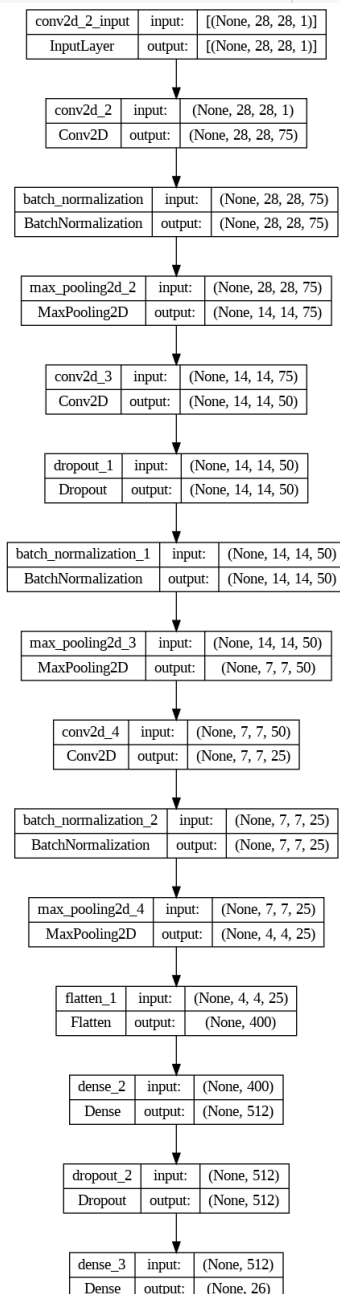 conv2d_2_input input: [(None, 28, 28, 1)]
InputLayer output: [(None, 28, 28, 1)]
conv2d_2 input: (None, 28, 28, 1)
Conv2D output: (None, 28, 28, 75)
batch_normalization input: (None, 28, 28, 75)
BatchNormalization output: (None, 28, 28, 75)
max_pooling2d_2 input: (None, 28, 28, 75)
MaxPooling2D output: (None, 14, 14, 75)
conv2d_3 input: (None, 14, 14, 75)
Conv2D output: (None, 14, 14, 50)
dropout_1 input: (None, 14, 14, 50)
Dropout output: (None, 14, 14, 50)
batch_normalization_1 input: (None, 14, 14, 50)
BatchNormalization output: (None, 14, 14, 50)
max_pooling2d_3 input: (None, 14, 14, 50)
MaxPooling2D output: (None, 7, 7, 50)
conv2d_4 input: (None, 7, 7, 50)
Conv2D output: (None, 7, 7, 25)
batch_normalization_2 input: (None, 7, 7, 25)
BatchNormalization output: (None, 7, 7, 25)
max_pooling2d_4 input: (None, 7, 7, 25)
MaxPooling2D output: (None, 4, 4, 25)
flatten_1 input: (None, 4, 4, 25)
Flatten output: (None, 400)
dense_2 input: (None, 400)
Dense output: (None, 512)
dropout_2 input: (None, 512)
Dropout output: (None, 512)
dense_3 input: (None, 512)
Dense output: (None, 26)